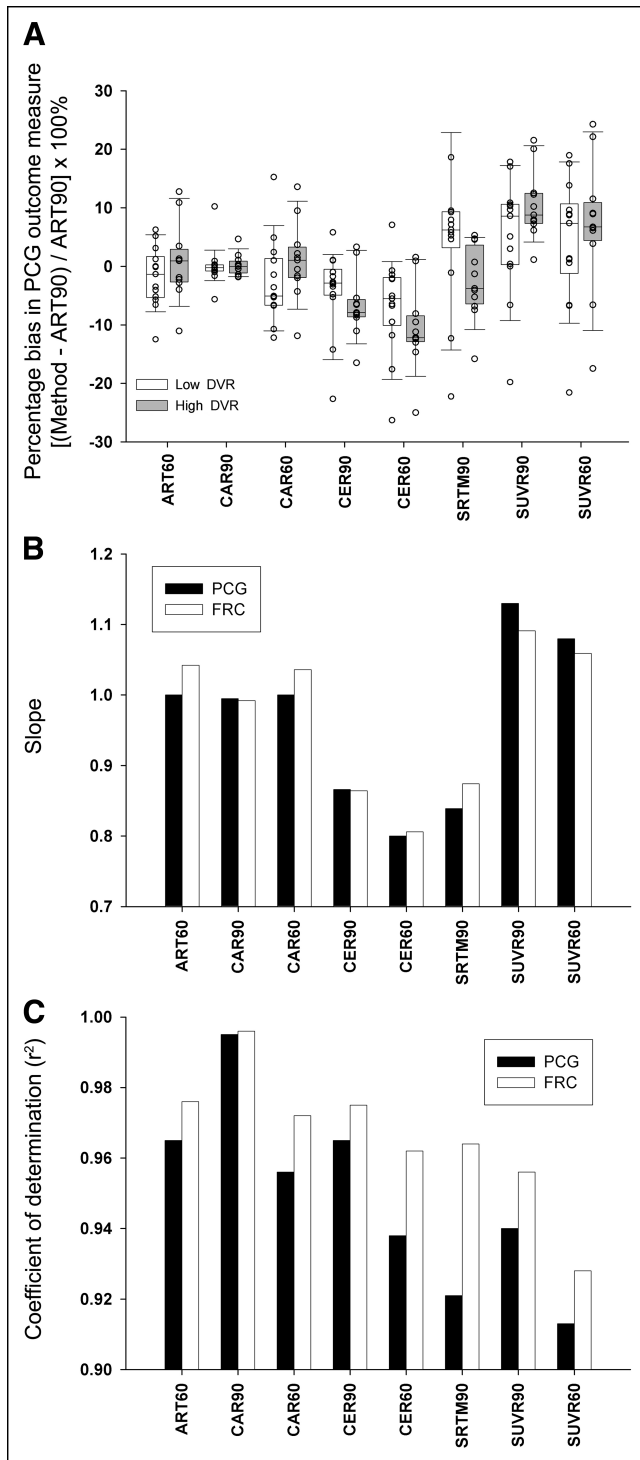 A
Percentage bias in PCG outcome measure
[(Method - ART90) / ART90] x 100%
30
20
10
0
-10
-20
-30
Low DVR
High DVR
ART60
CAR90
CAR60
CER90
CER60
SRTM90
SUVR90
SUVR60
B
Slope
1.2
1.1
1.0
0.9
0.8
0.7
PCG
FRC
ART60
CAR90
CAR60
CER90
CER60
SRTM90
SUVR90
SUVR60
C
Coefficient of determination (r²)
1.00
0.98
0.96
0.94
0.92
0.90
PCG
FRC
ART60
CAR90
CAR60
CER90
CER60
SRTM90
SUVR90
SUVR60